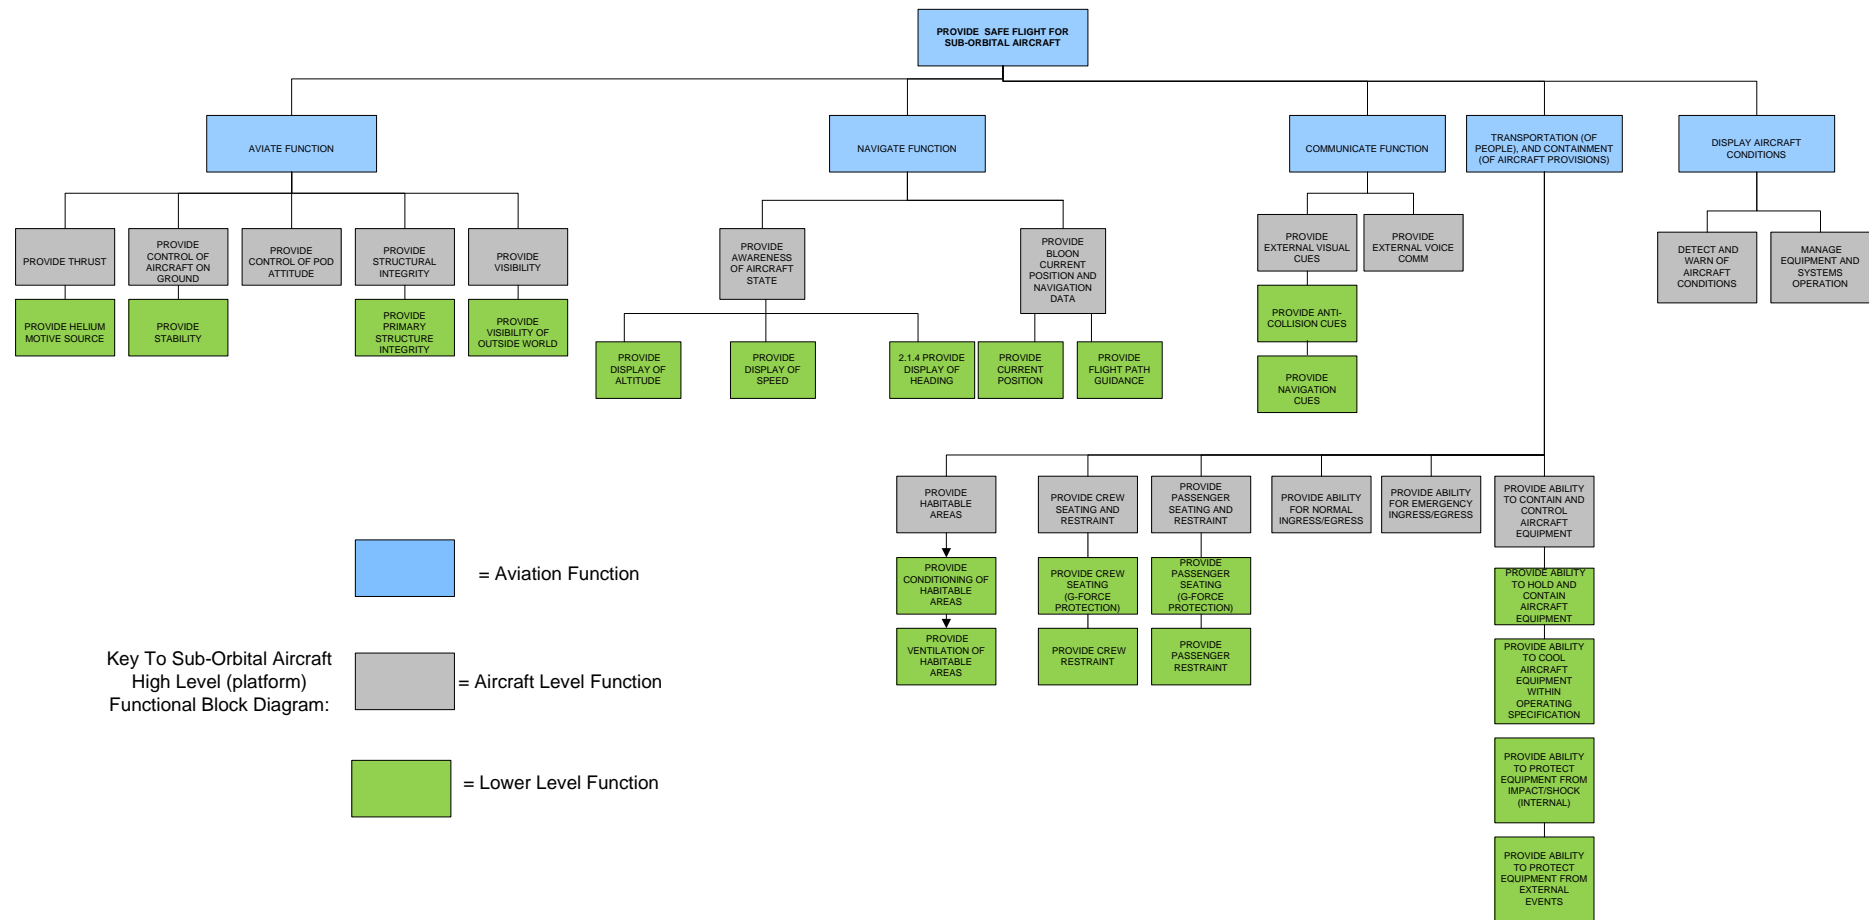 PROVIDE SAFE FLIGHT FOR
SUB-ORBITAL AIRCRAFT
AVIATE FUNCTION
NAVIGATE FUNCTION
COMMUNICATE FUNCTION
TRANSPORTATION (OF
PEOPLE), AND CONTAINMENT
(OF AIRCRAFT PROVISIONS)
DISPLAY AIRCRAFT
CONDITIONS
PROVIDE THRUST
PROVIDE
CONTROL OF
AIRCRAFT ON
GROUND
PROVIDE
CONTROL OF POD
ATTITUDE
PROVIDE
STRUCTURAL
INTEGRITY
PROVIDE
VISIBILITY
PROVIDE
AWARENESS
OF AIRCRAFT
STATE
PROVIDE
BLOON
CURRENT
POSITION AND
NAVIGATION
DATA
PROVIDE
EXTERNAL VISUAL
CUES
PROVIDE
EXTERNAL VOICE
COMM
DETECT AND
WARN OF
AIRCRAFT
CONDITIONS
MANAGE
EQUIPMENT AND
SYSTEMS
OPERATION
PROVIDE HELIUM
MOTIVE SOURCE
PROVIDE
STABILITY
PROVIDE
PRIMARY
STRUCTURE
INTEGRITY
PROVIDE
VISIBILITY OF
OUTSIDE WORLD
PROVIDE
DISPLAY OF
ALTITUDE
PROVIDE
DISPLAY OF
SPEED
2.1.4 PROVIDE
DISPLAY OF
HEADING
PROVIDE
CURRENT
POSITION
PROVIDE
FLIGHT PATH
GUIDANCE
PROVIDE ANTI-
COLLISION CUES
PROVIDE
NAVIGATION
CUES
PROVIDE
HABITABLE
AREAS
PROVIDE CREW
SEATING AND
RESTRAINT
PROVIDE
PASSENGER
SEATING AND
RESTRAINT
PROVIDE ABILITY
FOR NORMAL
INGRESS/EGRESS
PROVIDE ABILITY
FOR EMERGENCY
INGRESS/EGRESS
PROVIDE ABILITY
TO CONTAIN AND
CONTROL
AIRCRAFT
EQUIPMENT
PROVIDE
CONDITIONING OF
HABITABLE
AREAS
PROVIDE CREW
SEATING
(G-FORCE
PROTECTION)
PROVIDE
PASSENGER
SEATING
(G-FORCE
PROTECTION)
PROVIDE ABILITY
TO HOLD AND
CONTAIN
AIRCRAFT
EQUIPMENT
PROVIDE
VENTILATION OF
HABITABLE
AREAS
PROVIDE CREW
RESTRAINT
PROVIDE
PASSENGER
RESTRAINT
PROVIDE ABILITY
TO COOL
AIRCRAFT
EQUIPMENT
WITHIN
OPERATING
SPECIFICATION
PROVIDE ABILITY
TO PROTECT
EQUIPMENT FROM
IMPACT/SHOCK
(INTERNAL)
PROVIDE ABILITY
TO PROTECT
EQUIPMENT FROM
EXTERNAL
EVENTS
Key To Sub-Orbital Aircraft
High Level (platform)
Functional Block Diagram:
= Aviation Function
= Aircraft Level Function
= Lower Level Function